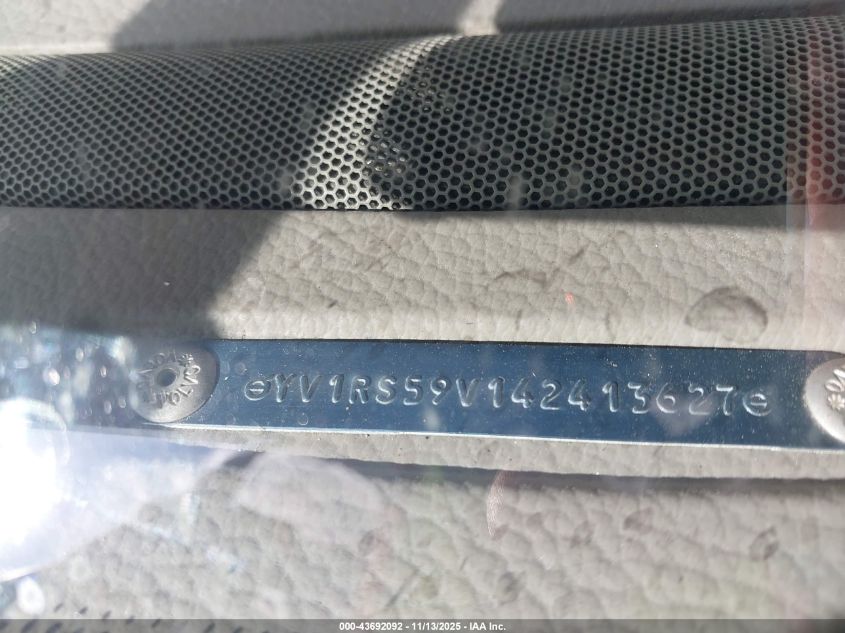 ⊖YV1RS59V142413627⊖
000-43692092 - 11/13/2025 - IAA Inc.